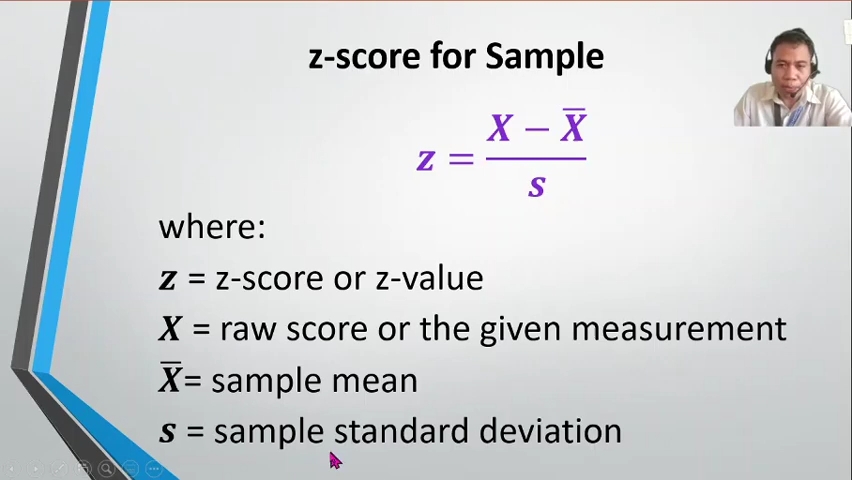 z-score for Sample
z = (X − X̅) / s
where:
z = z-score or z-value
X = raw score or the given measurement
X̅= sample mean
s = sample standard deviation